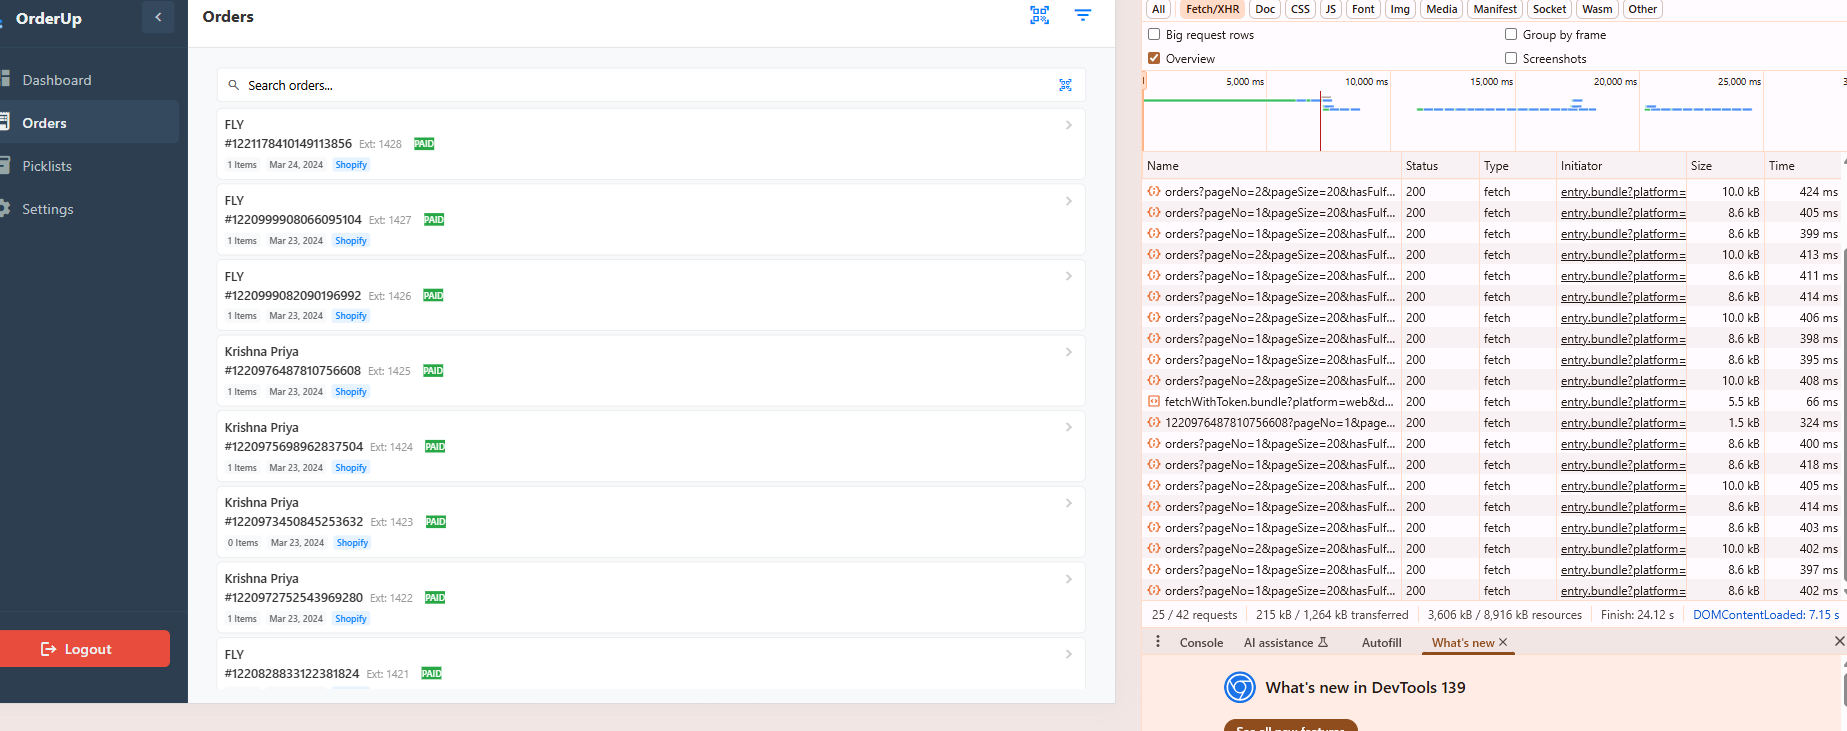 OrderUp
Dashboard
Orders
Picklists
Settings
Logout
Orders
Search orders...
FLY
#1221178410149113856 Ext: 1428 PAID
1 Items Mar 24, 2024 Shopify
FLY
#1220999908066095104 Ext: 1427 PAID
1 Items Mar 23, 2024 Shopify
FLY
#1220999082090196992 Ext: 1426 PAID
1 Items Mar 23, 2024 Shopify
Krishna Priya
#1220976487810756608 Ext: 1425 PAID
1 Items Mar 23, 2024 Shopify
Krishna Priya
#1220975698962837504 Ext: 1424 PAID
1 Items Mar 23, 2024 Shopify
Krishna Priya
#1220973450845253632 Ext: 1423 PAID
0 Items Mar 23, 2024 Shopify
Krishna Priya
#1220972752543969280 Ext: 1422 PAID
1 Items Mar 23, 2024 Shopify
FLY
#1220828833122381824 Ext: 1421 PAID
All Fetch/XHR Doc CSS JS Font Img Media Manifest Socket Wasm Other
Big request rows Group by frame
Overview Screenshots
5,000 ms 10,000 ms 15,000 ms 20,000 ms 25,000 ms
Name Status Type Initiator Size Time
orders?pageNo=2&pageSize=20&hasFulf... 200 fetch entry.bundle?platform= 10.0 kB 424 ms
orders?pageNo=1&pageSize=20&hasFulf... 200 fetch entry.bundle?platform= 8.6 kB 405 ms
orders?pageNo=1&pageSize=20&hasFulf... 200 fetch entry.bundle?platform= 8.6 kB 399 ms
orders?pageNo=2&pageSize=20&hasFulf... 200 fetch entry.bundle?platform= 10.0 kB 413 ms
orders?pageNo=1&pageSize=20&hasFulf... 200 fetch entry.bundle?platform= 8.6 kB 411 ms
orders?pageNo=1&pageSize=20&hasFulf... 200 fetch entry.bundle?platform= 8.6 kB 414 ms
orders?pageNo=2&pageSize=20&hasFulf... 200 fetch entry.bundle?platform= 10.0 kB 406 ms
orders?pageNo=1&pageSize=20&hasFulf... 200 fetch entry.bundle?platform= 8.6 kB 398 ms
orders?pageNo=1&pageSize=20&hasFulf... 200 fetch entry.bundle?platform= 8.6 kB 395 ms
orders?pageNo=2&pageSize=20&hasFulf... 200 fetch entry.bundle?platform= 10.0 kB 408 ms
fetchWithToken.bundle?platform=web&d... 200 fetch entry.bundle?platform= 5.5 kB 66 ms
1220976487810756608?pageNo=1&page... 200 fetch entry.bundle?platform= 1.5 kB 324 ms
orders?pageNo=1&pageSize=20&hasFulf... 200 fetch entry.bundle?platform= 8.6 kB 400 ms
orders?pageNo=1&pageSize=20&hasFulf... 200 fetch entry.bundle?platform= 8.6 kB 418 ms
orders?pageNo=2&pageSize=20&hasFulf... 200 fetch entry.bundle?platform= 10.0 kB 405 ms
orders?pageNo=1&pageSize=20&hasFulf... 200 fetch entry.bundle?platform= 8.6 kB 414 ms
orders?pageNo=1&pageSize=20&hasFulf... 200 fetch entry.bundle?platform= 8.6 kB 403 ms
orders?pageNo=2&pageSize=20&hasFulf... 200 fetch entry.bundle?platform= 10.0 kB 402 ms
orders?pageNo=1&pageSize=20&hasFulf... 200 fetch entry.bundle?platform= 8.6 kB 397 ms
orders?pageNo=1&pageSize=20&hasFulf... 200 fetch entry.bundle?platform= 8.6 kB 402 ms
25 / 42 requests 215 kB / 1,264 kB transferred 3,606 kB / 8,916 kB resources Finish: 24.12 s DOMContentLoaded: 7.15 s
Console AI assistance Autofill What's new
What's new in DevTools 139
See all new features